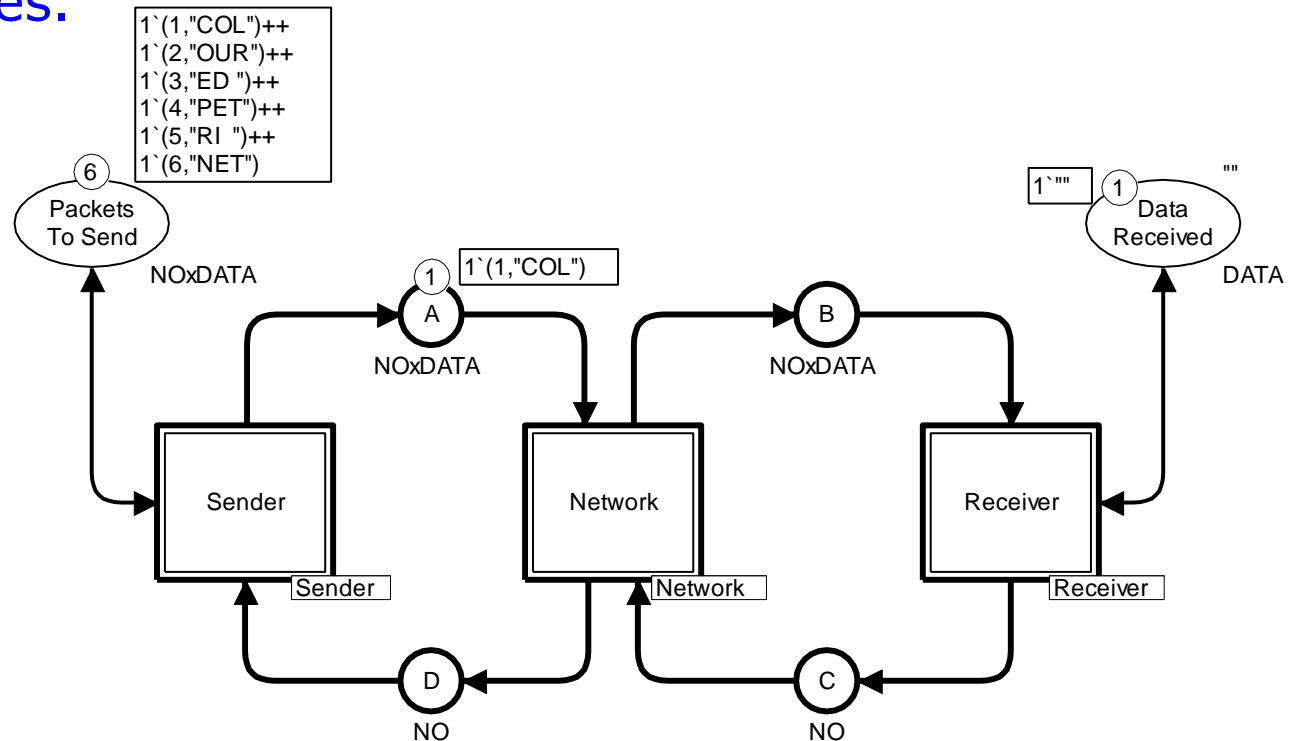 es.
1`(1,"COL")++
1`(2,"OUR")++
1`(3,"ED ")++
1`(4,"PET")++
1`(5,"RI ")++
1`(6,"NET")
6
Packets
To Send
NOxDATA
1`""
1
""
Data
Received
DATA
1
1`(1,"COL")
A
NOxDATA
B
NOxDATA
Sender
Sender
Network
Network
Receiver
Receiver
D
NO
C
NO